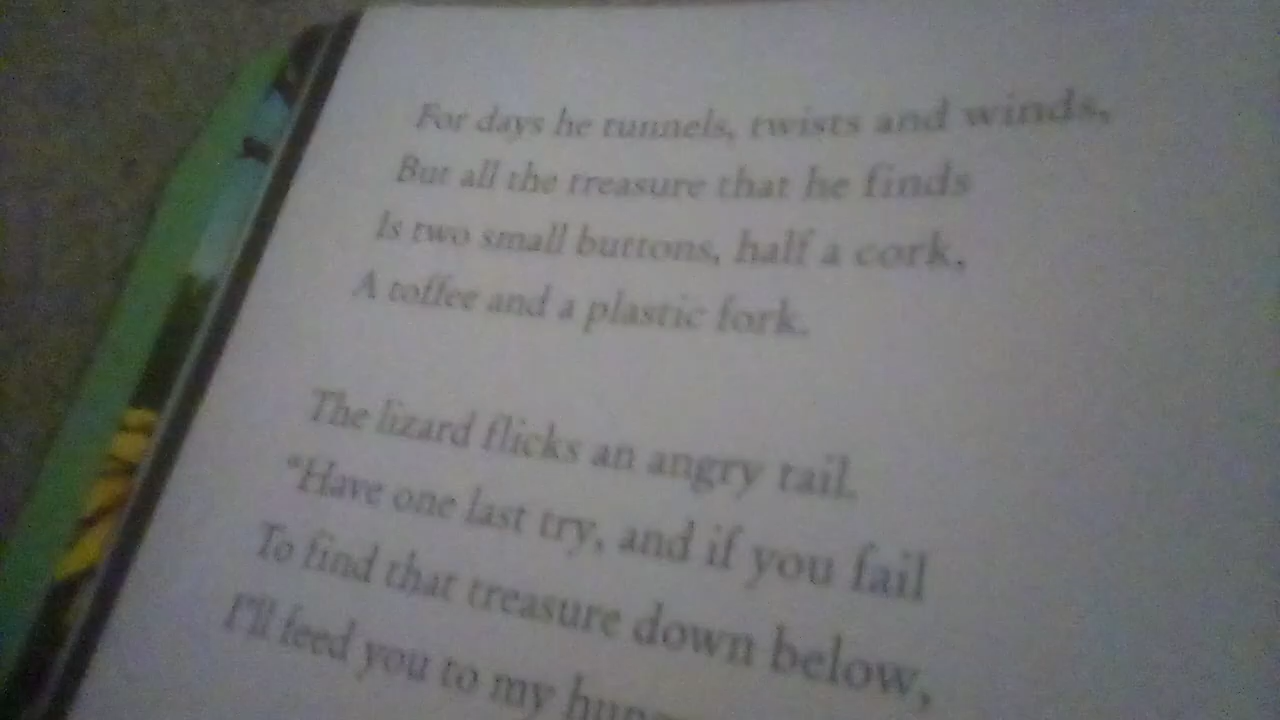 For days he tunnels, twists and winds,
But all the treasure that he finds
Is two small buttons, half a cork,
A toffee and a plastic fork.
The lizard flicks an angry tail.
“Have one last try, and if you fail
To find that treasure down below,
I’ll feed you to my